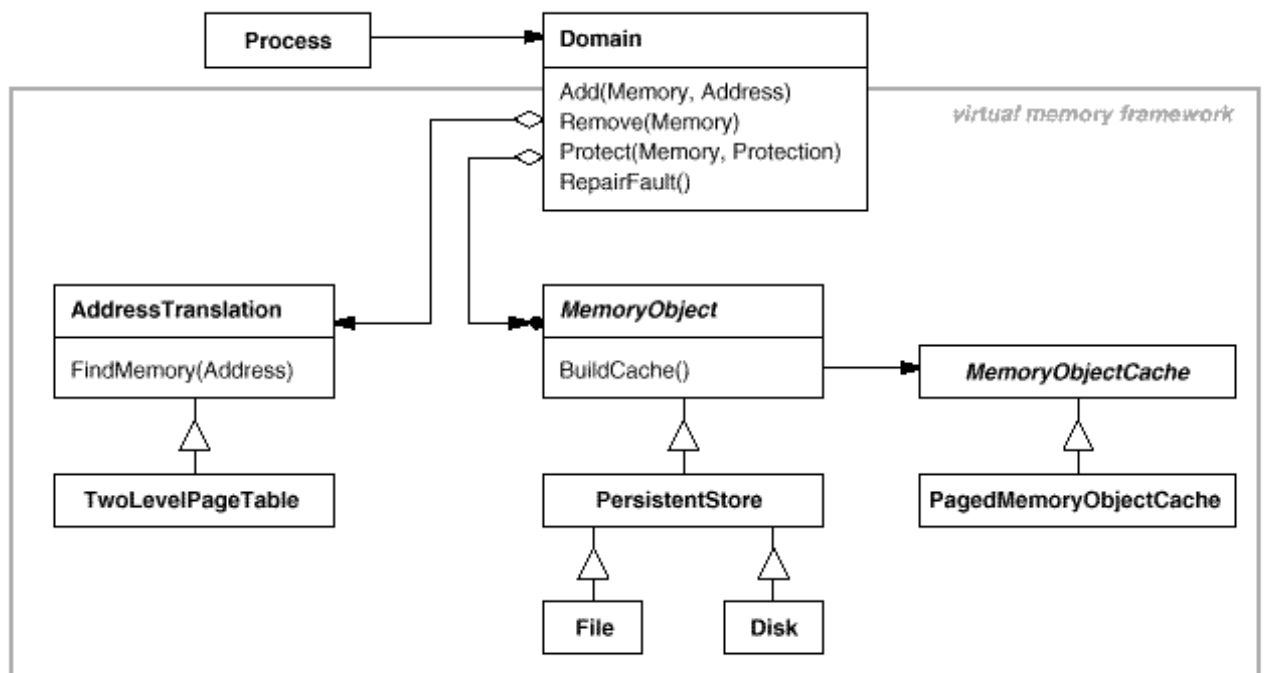 Process
Domain
Add(Memory, Address)
Remove(Memory)
Protect(Memory, Protection)
RepairFault()
virtual memory framework
AddressTranslation
FindMemory(Address)
MemoryObject
BuildCache()
MemoryObjectCache
TwoLevelPageTable
PersistentStore
PagedMemoryObjectCache
File
Disk